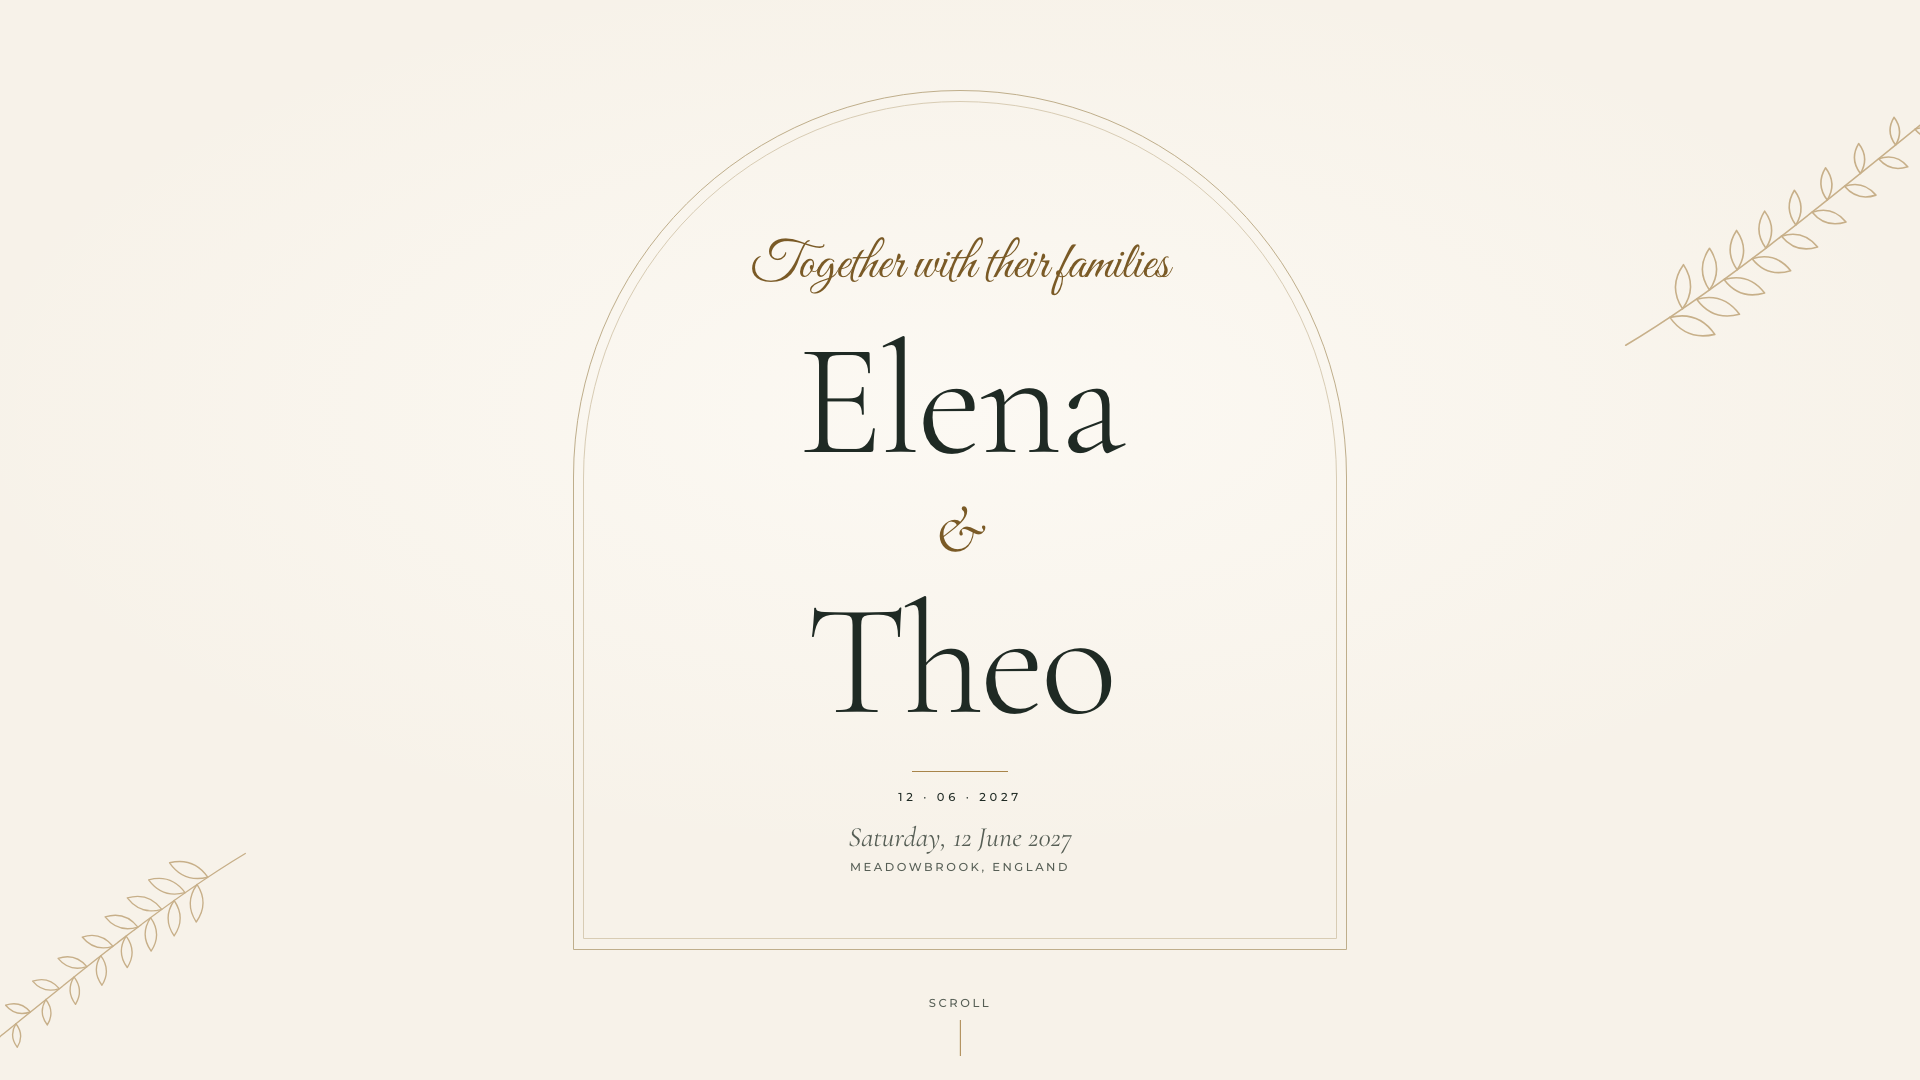 Together with their families
Elena
&
Theo
12 · 06 · 2027
Saturday, 12 June 2027
MEADOWBROOK, ENGLAND
SCROLL